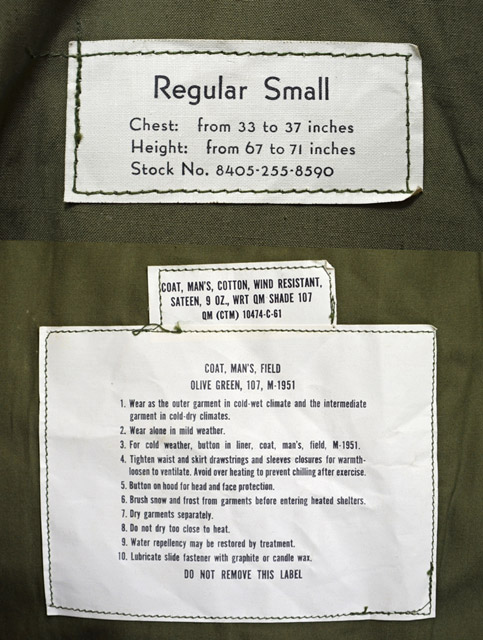 Regular Small
Chest: from 33 to 37 inches
Height: from 67 to 71 inches
Stock No. 8405-255-8590
COAT, MAN'S, COTTON, WIND RESISTANT,
SATEEN, 9 OZ., WRT QM SHADE 107
QM (CTM) 10474-C-61
COAT, MAN'S, FIELD
OLIVE GREEN, 107, M-1951
1. Wear as the outer garment in cold-wet climate and the intermediate
garment in cold-dry climates.
2. Wear alone in mild weather.
3. For cold weather, button in liner, coat, man's, field, M-1951.
4. Tighten waist and skirt drawstrings and sleeves closures for warmth-
loosen to ventilate. Avoid over heating to prevent chilling after exercise.
5. Button on hood for head and face protection.
6. Brush snow and frost from garments before entering heated shelters.
7. Dry garments separately.
8. Do not dry too close to heat.
9. Water repellency may be restored by treatment.
10. Lubricate slide fastener with graphite or candle wax.
DO NOT REMOVE THIS LABEL